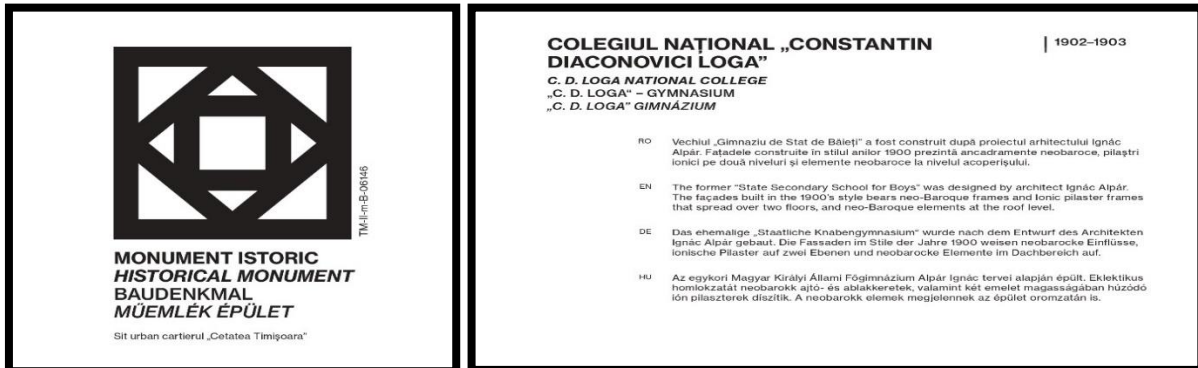 TM-II-m-B-06146
MONUMENT ISTORIC
HISTORICAL MONUMENT
BAUDENKMAL
MŰEMLÉK ÉPÜLET
Sit urban cartierul „Cetatea Timișoara”
COLEGIUL NAȚIONAL „CONSTANTIN
DIACONOVICI LOGA”
1902–1903
C. D. LOGA NATIONAL COLLEGE
„C. D. LOGA“ – GYMNASIUM
„C. D. LOGA” GIMNÁZIUM
RO Vechiul „Gimnaziu de Stat de Băieți” a fost construit după proiectul arhitectului Ignác
Alpár. Fațadele construite în stilul anilor 1900 prezintă ancadramente neobaroce, pilaștri
ionici pe două niveluri și elemente neobaroce la nivelul acoperișului.
EN The former “State Secondary School for Boys” was designed by architect Ignác Alpár.
The façades built in the 1900’s style bears neo-Baroque frames and Ionic pilaster frames
that spread over two floors, and neo-Baroque elements at the roof level.
DE Das ehemalige „Staatliche Knabengymnasium“ wurde nach dem Entwurf des Architekten
Ignác Alpár gebaut. Die Fassaden im Stile der Jahre 1900 weisen neobarocke Einflüsse,
ionische Pilaster auf zwei Ebenen und neobarocke Elemente im Dachbereich auf.
HU Az egykori Magyar Királyi Állami Főgimnázium Alpár Ignác tervei alapján épült. Eklektikus
homlokzatát neobarokk ajtó- és ablakkeretek, valamint két emelet magasságában húzódó
ión pilaszterek díszítik. A neobarokk elemek megjelennek az épület oromzatán is.